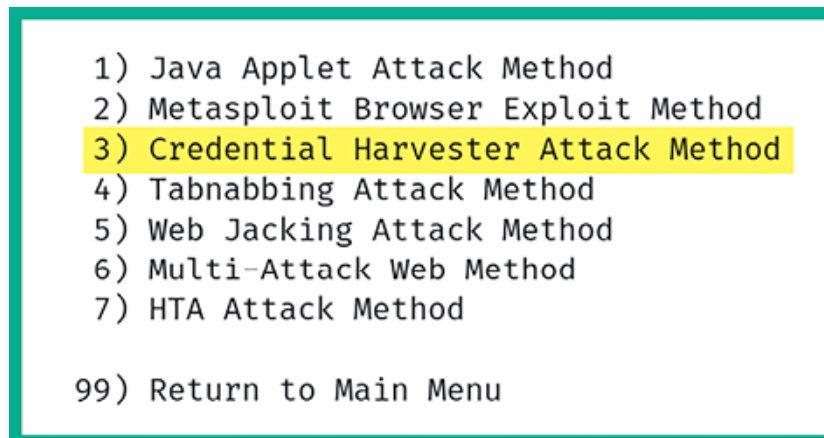 1) Java Applet Attack Method
2) Metasploit Browser Exploit Method
3) Credential Harvester Attack Method
4) Tabnabbing Attack Method
5) Web Jacking Attack Method
6) Multi-Attack Web Method
7) HTA Attack Method
99) Return to Main Menu